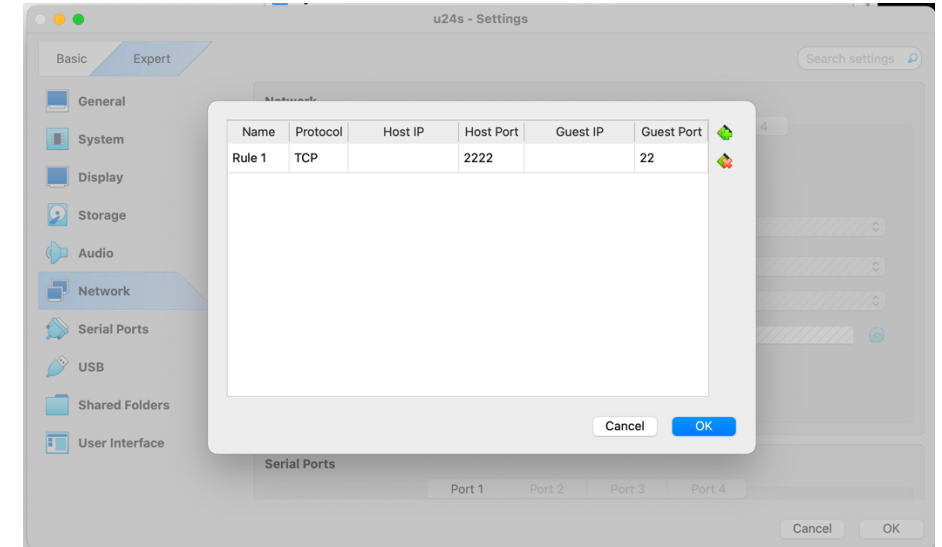 u24s - Settings
Basic Expert
Search settings
General
System
Display
Storage
Audio
Network
Serial Ports
USB
Shared Folders
User Interface
Network
4
Name Protocol Host IP Host Port Guest IP Guest Port
Rule 1 TCP 2222 22
Cancel OK
Serial Ports
Port 1 Port 2 Port 3 Port 4
Cancel OK